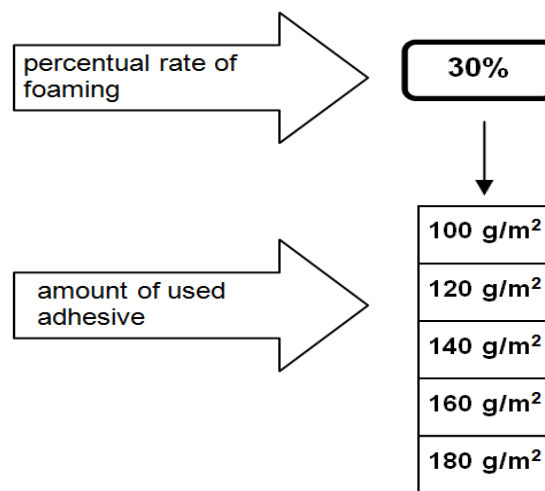 percentual rate of
foaming
30%
100 g/m²
amount of used
adhesive
120 g/m²
140 g/m²
160 g/m²
180 g/m²